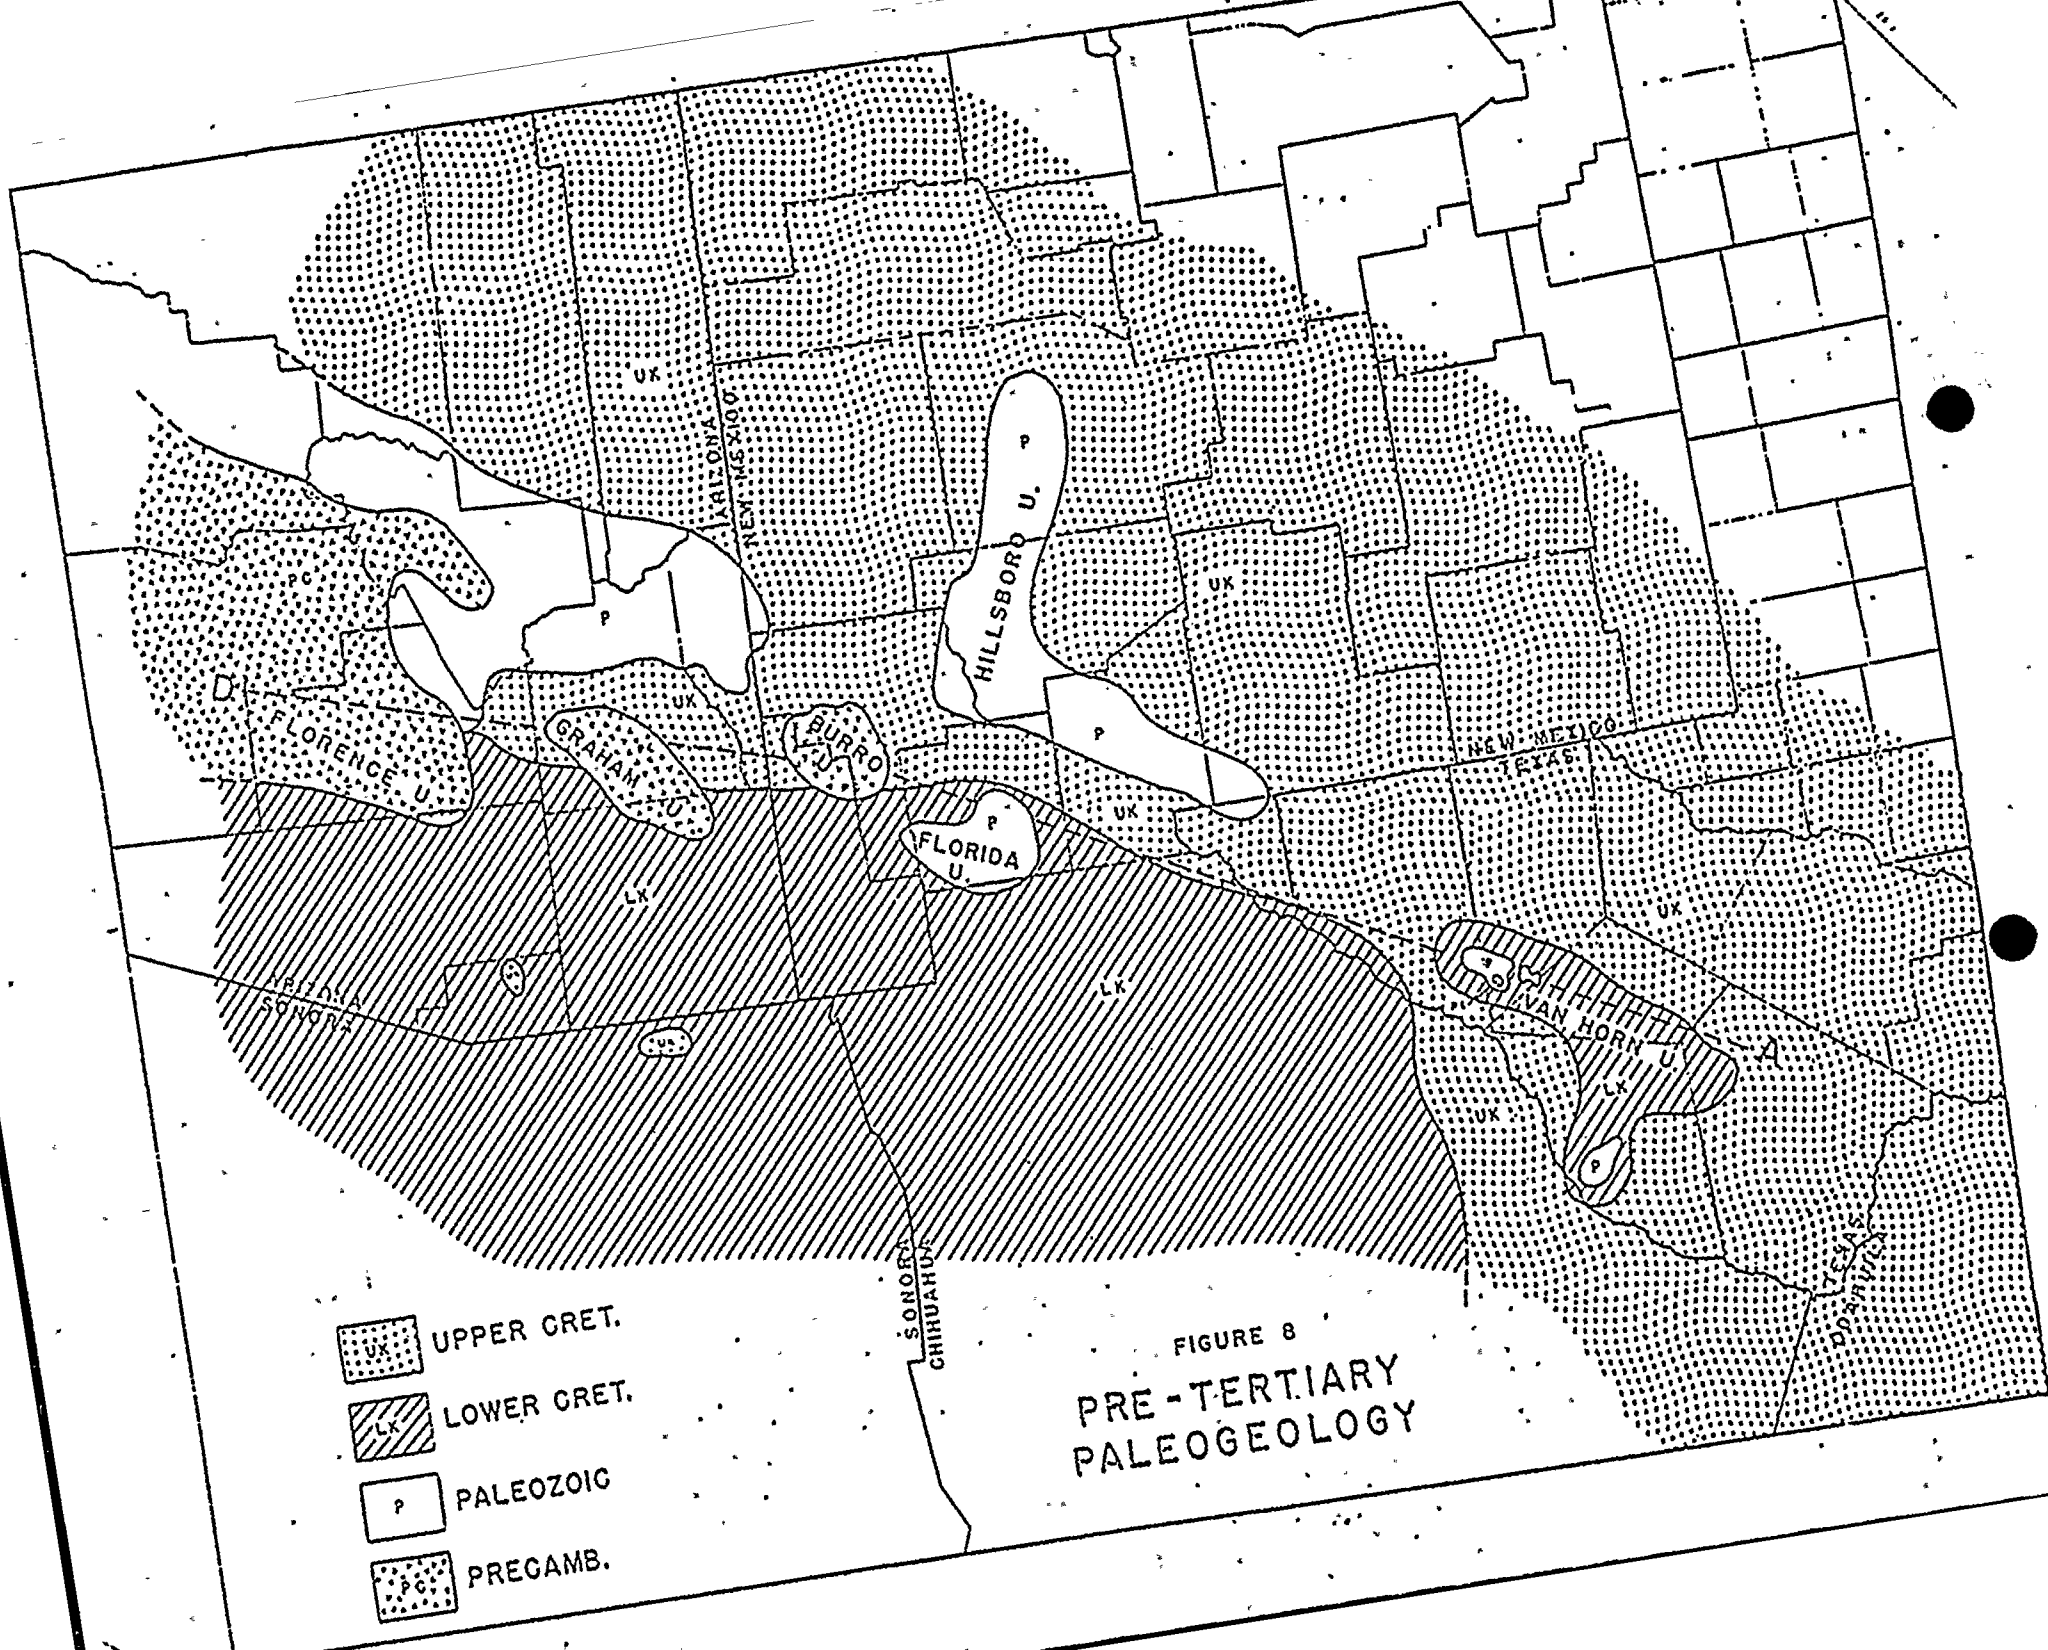 UK
ARIZONA
NEW MEXICO
P
HILLSBORO U.
UK
PC
P
D
FLORENCE U.
UK
GRAHAM U.
BURRO
U
P
NEW MEXICO
TEXAS
UK
P
FLORIDA
U.
LK
UK
LK
ARIZONA
SONORA
VAN HORN U.
A
LK
UK
P
SONORA
CHIHUAHUA
TEXAS
UK UPPER CRET.
LK LOWER CRET.
P PALEOZOIC
PC PRECAMB.
FIGURE 8
PRE-TERTIARY
PALEOGEOLOGY